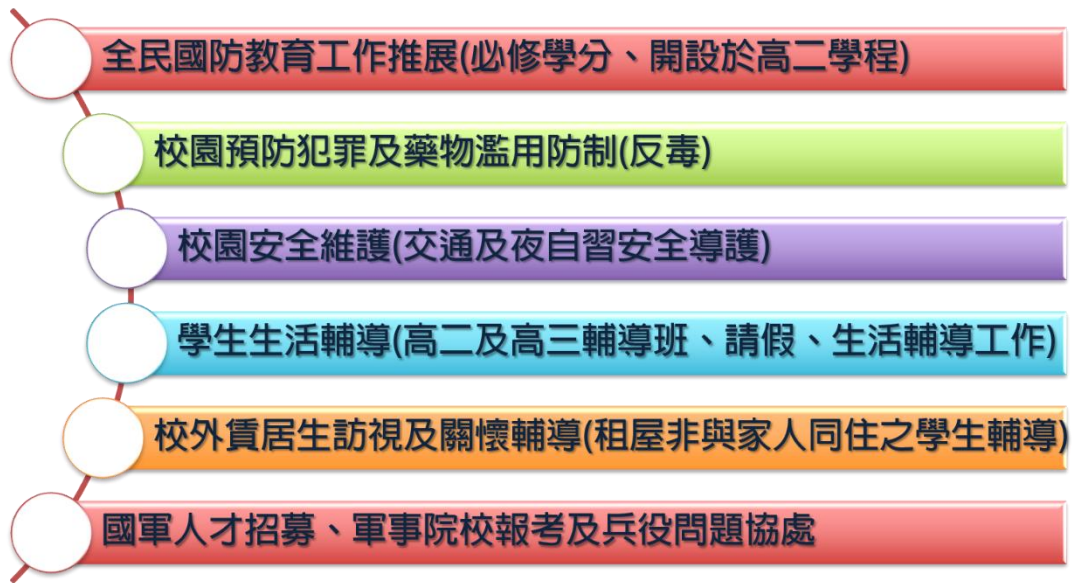 全民國防教育工作推展(必修學分、開設於高二學程)
校園預防犯罪及藥物濫用防制(反毒)
校園安全維護(交通及夜自習安全導護)
學生生活輔導(高二及高三輔導班、請假、生活輔導工作)
校外賃居生訪視及關懷輔導(租屋非與家人同住之學生輔導)
國軍人才招募、軍事院校報考及兵役問題協處